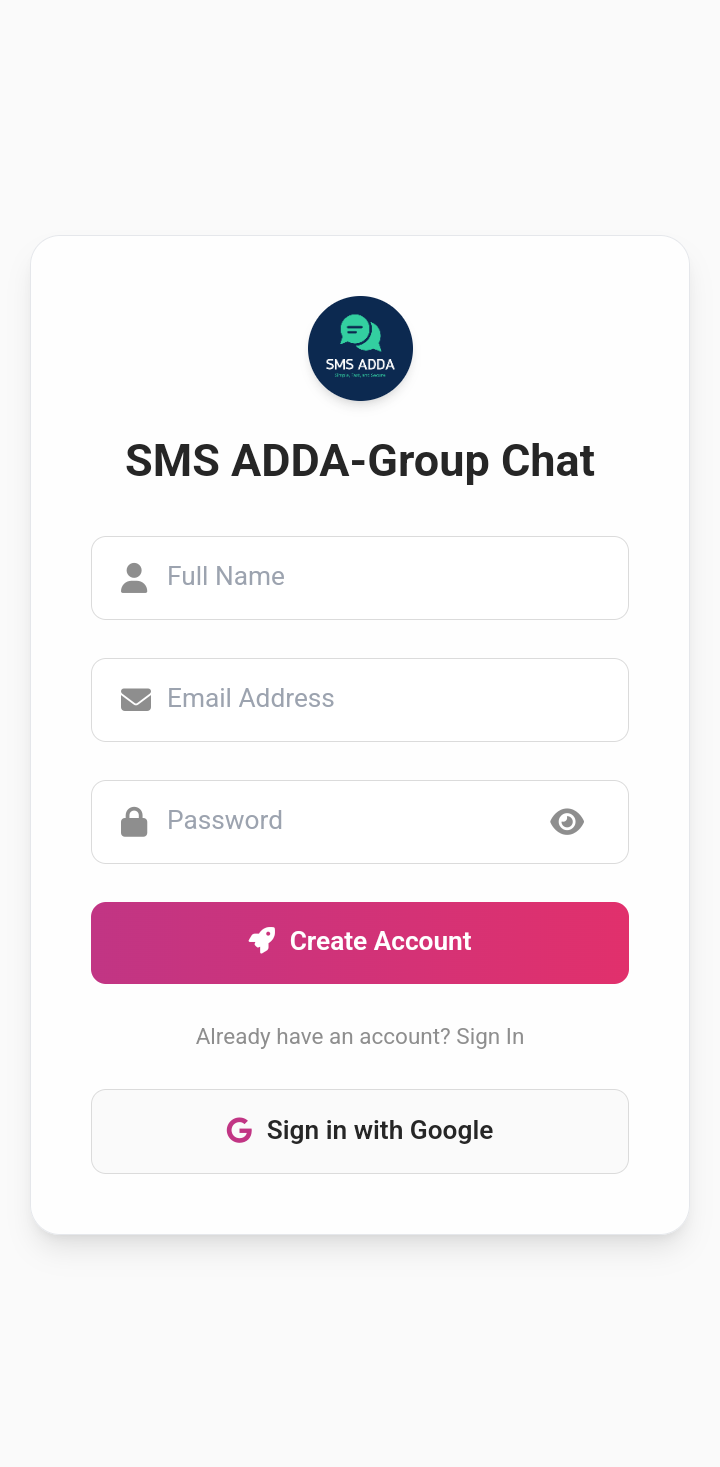 SMS ADDA
SMS ADDA-Group Chat
Full Name
Email Address
Password
Create Account
Already have an account? Sign In
Sign in with Google